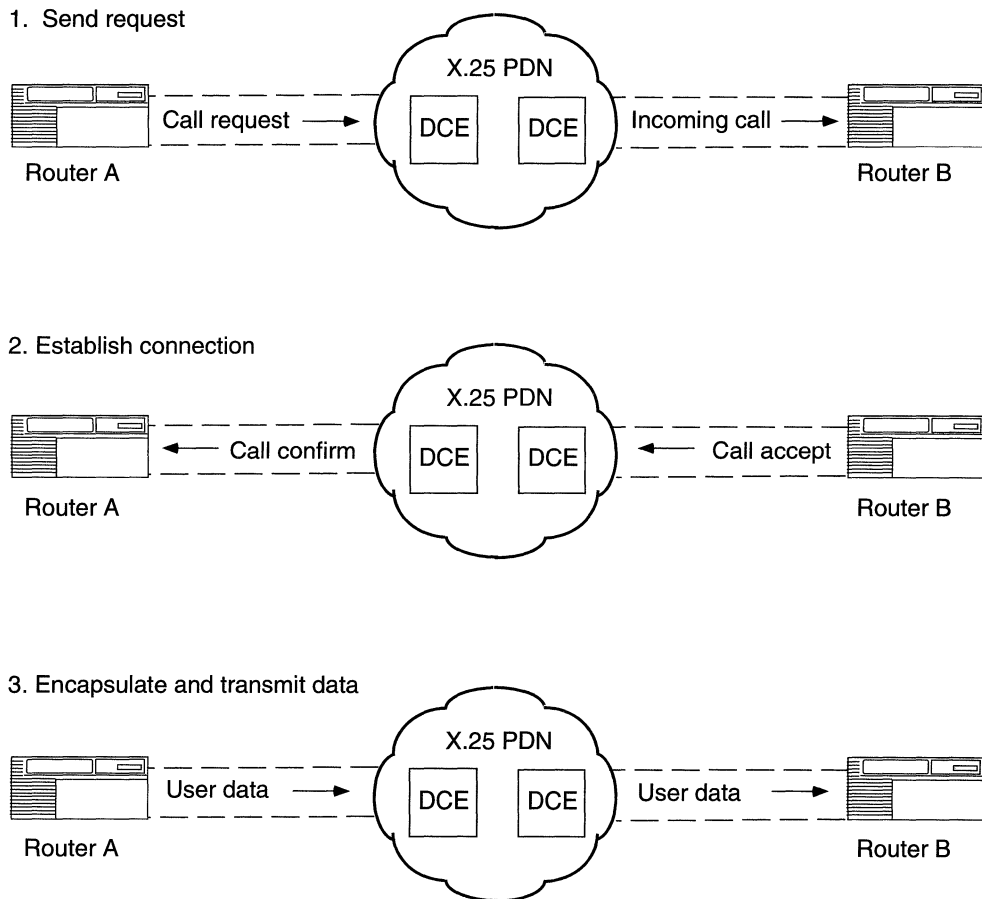 1. Send request
X.25 PDN
DCE
DCE
Call request
Incoming call
Router A
Router B
2. Establish connection
X.25 PDN
DCE
DCE
Call confirm
Call accept
Router A
Router B
3. Encapsulate and transmit data
X.25 PDN
DCE
DCE
User data
User data
Router A
Router B